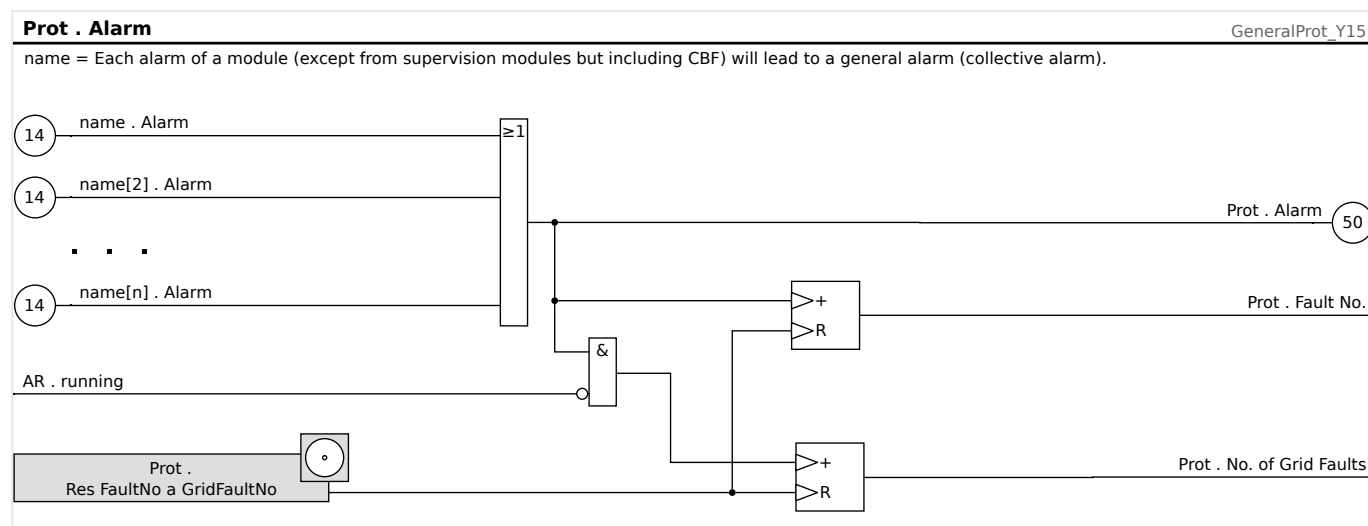 Prot . Alarm
GeneralProt_Y15
name = Each alarm of a module (except from supervision modules but including CBF) will lead to a general alarm (collective alarm).
14
name . Alarm
≥1
14
name[2] . Alarm
Prot . Alarm
50
14
name[n] . Alarm
+
Prot . Fault No.
R
&
AR . running
Prot .
Res FaultNo a GridFaultNo
+
Prot . No. of Grid Faults
R